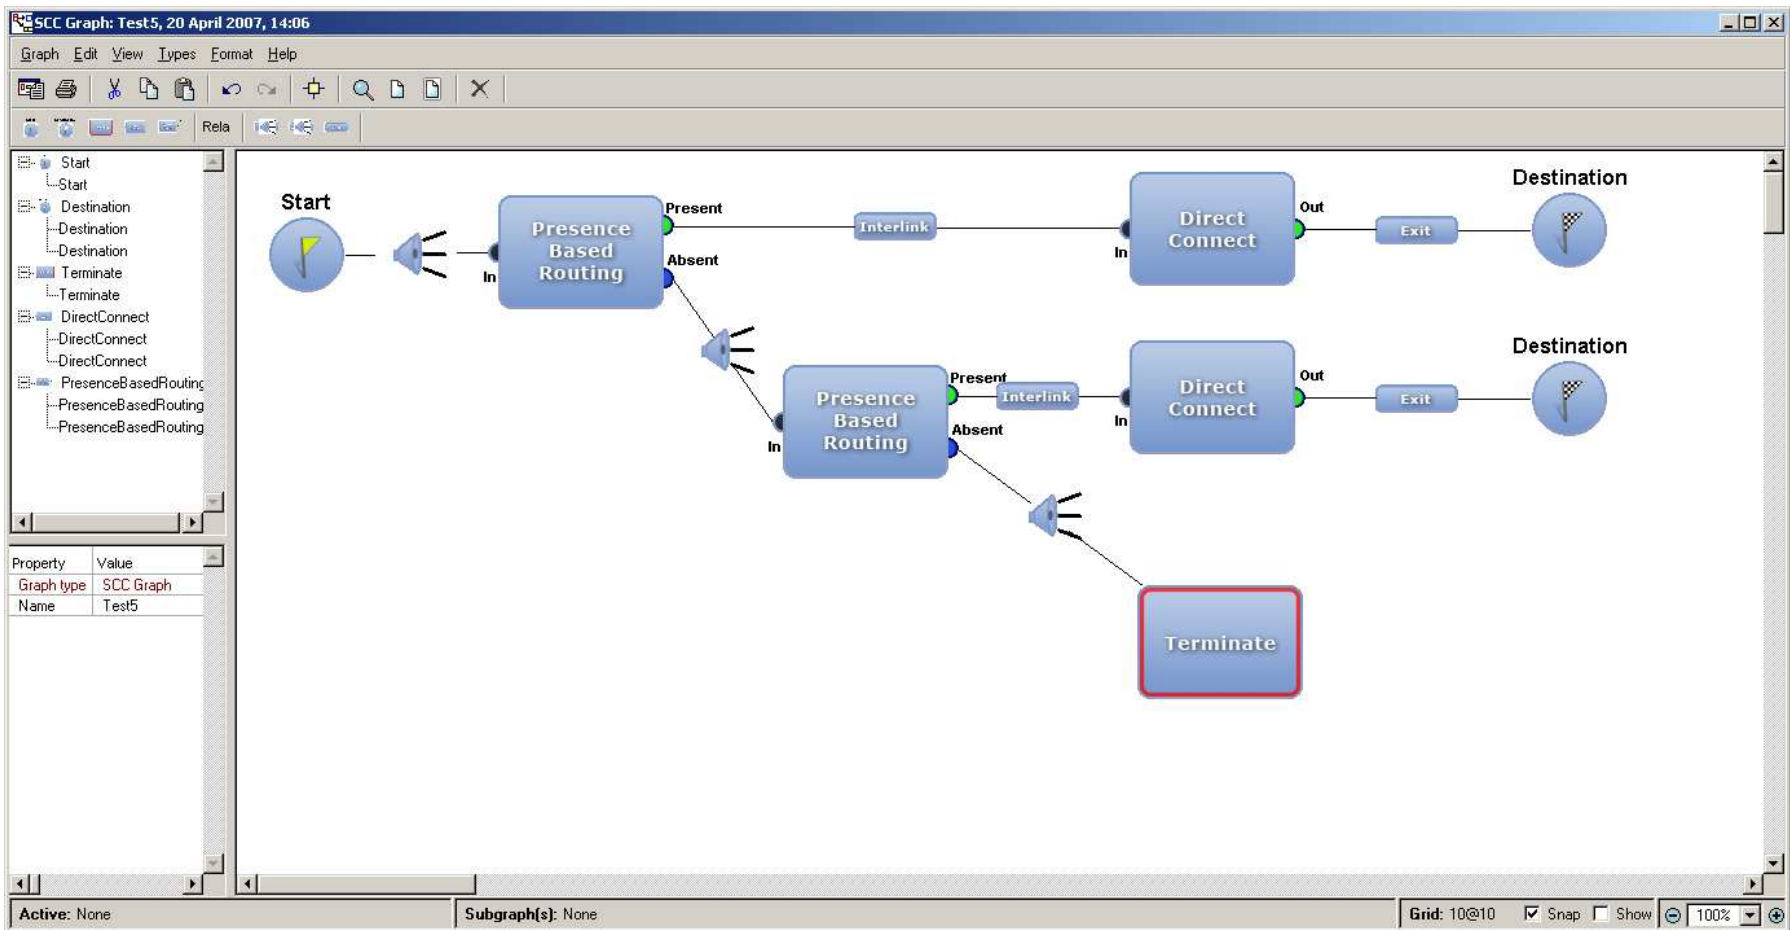 SCC Graph: Test5, 20 April 2007, 14:06
Graph Edit View Types Format Help
Rela
Start
Start
Destination
Destination
Destination
Terminate
Terminate
DirectConnect
DirectConnect
DirectConnect
PresenceBasedRouting
PresenceBasedRouting
PresenceBasedRouting
Property Value
Graph type SCC Graph
Name Test5
Start
In
Presence
Based
Routing
Present
Absent
Interlink
In
Direct
Connect
Out
Exit
Destination
In
Presence
Based
Routing
Present
Absent
Interlink
In
Direct
Connect
Out
Exit
Destination
Terminate
Active: None
Subgraph(s): None
Grid: 10@10
Snap
Show
100%